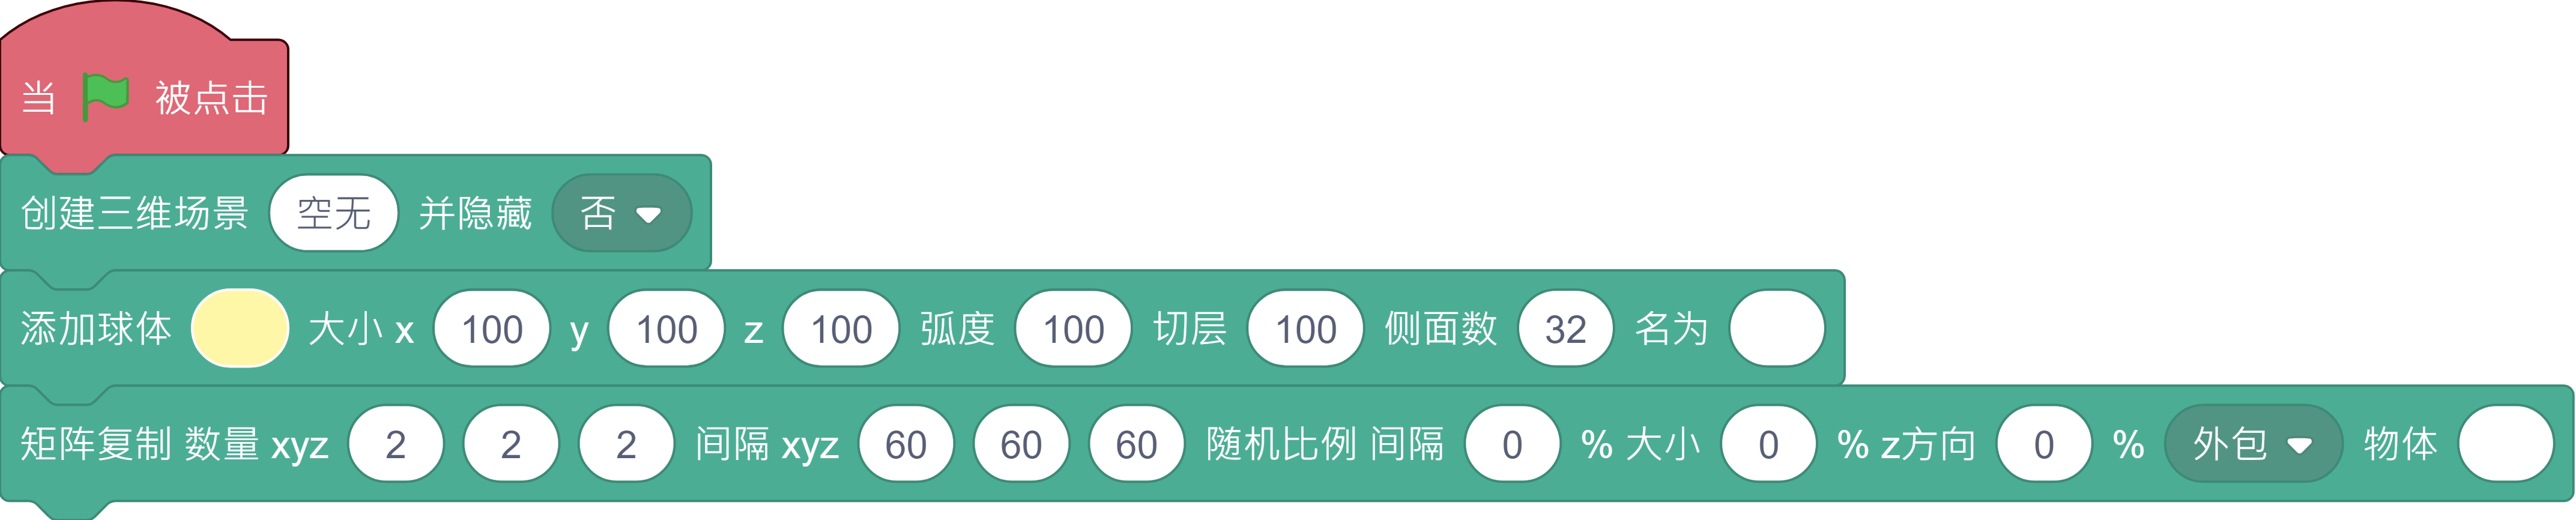 当 被点击
创建三维场景 空无 并隐藏 否
添加球体 大小 x 100 y 100 z 100 弧度 100 切层 100 侧面数 32 名为
矩阵复制 数量 xyz 2 2 2 间隔 xyz 60 60 60 随机比例 间隔 0 % 大小 0 % z方向 0 % 外包 物体